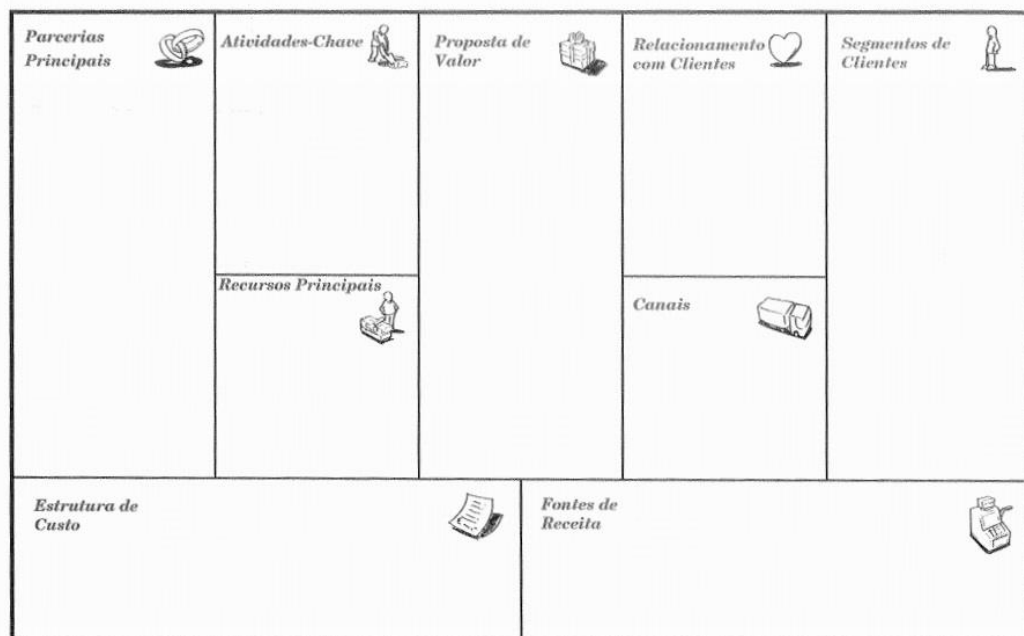 Parcerias
Principais
Atividades-Chave
Recursos Principais
Proposta de
Valor
Relacionamento
com Clientes
Canais
Segmentos de
Clientes
Estrutura de
Custo
Fontes de
Receita